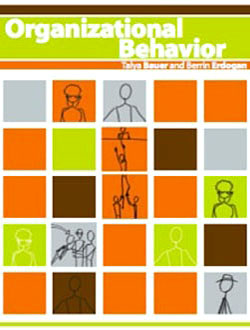 Organizational
Behavior
Talya Bauer and Berrin Erdogan